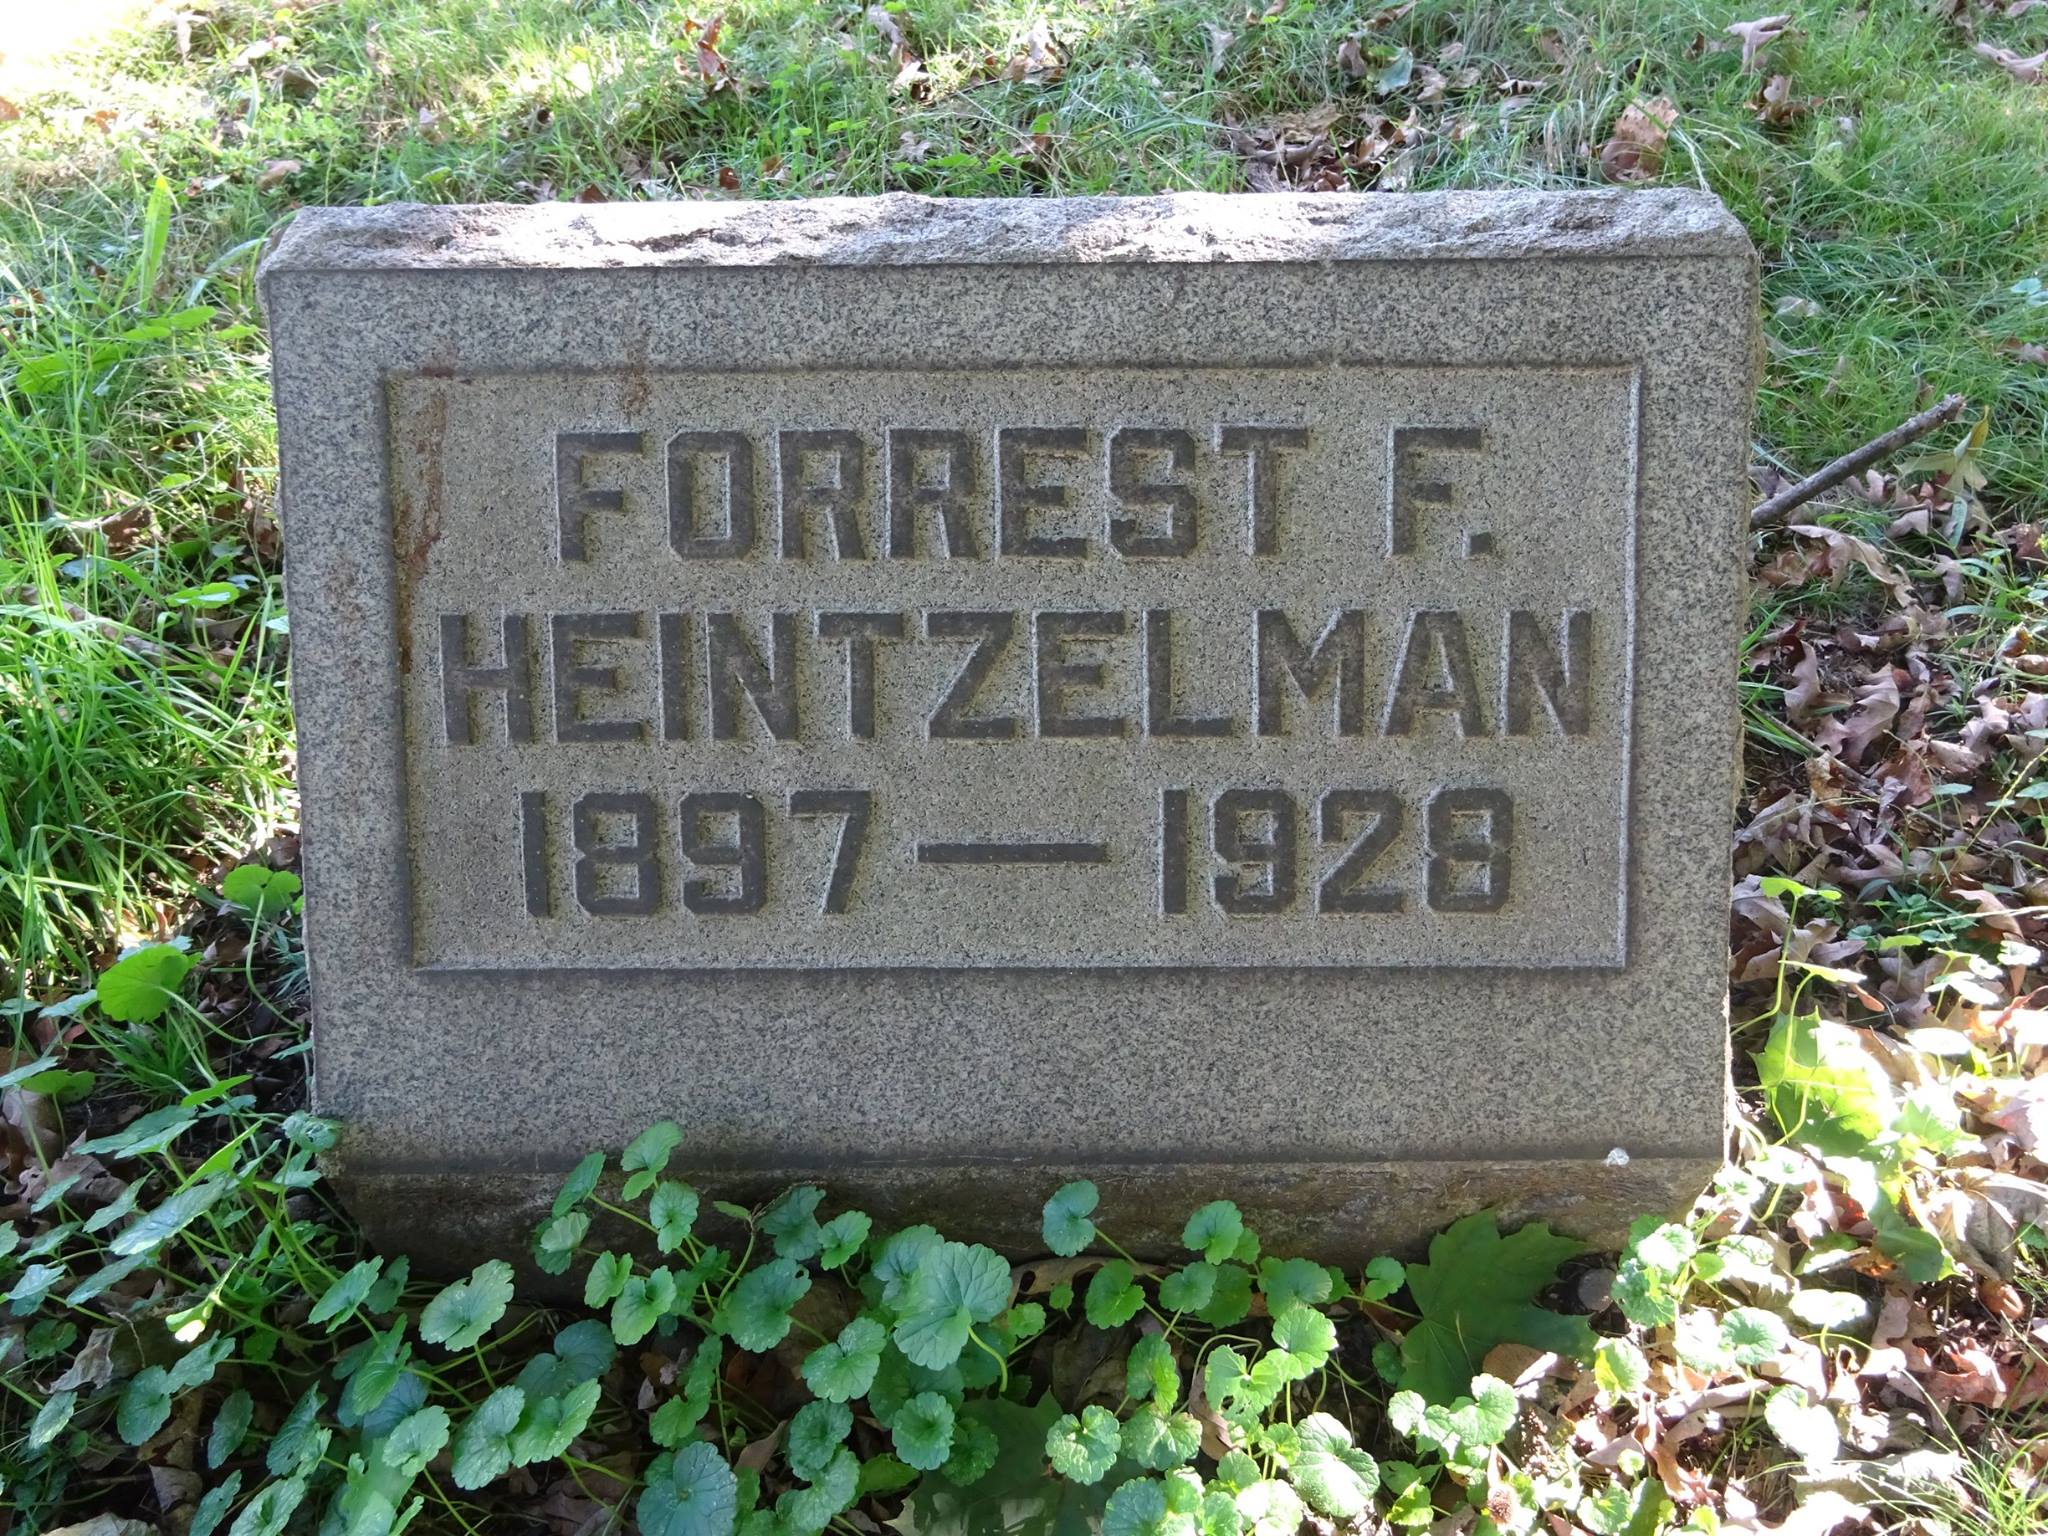 FORREST F.
HEINTZELMAN
1897 — 1928